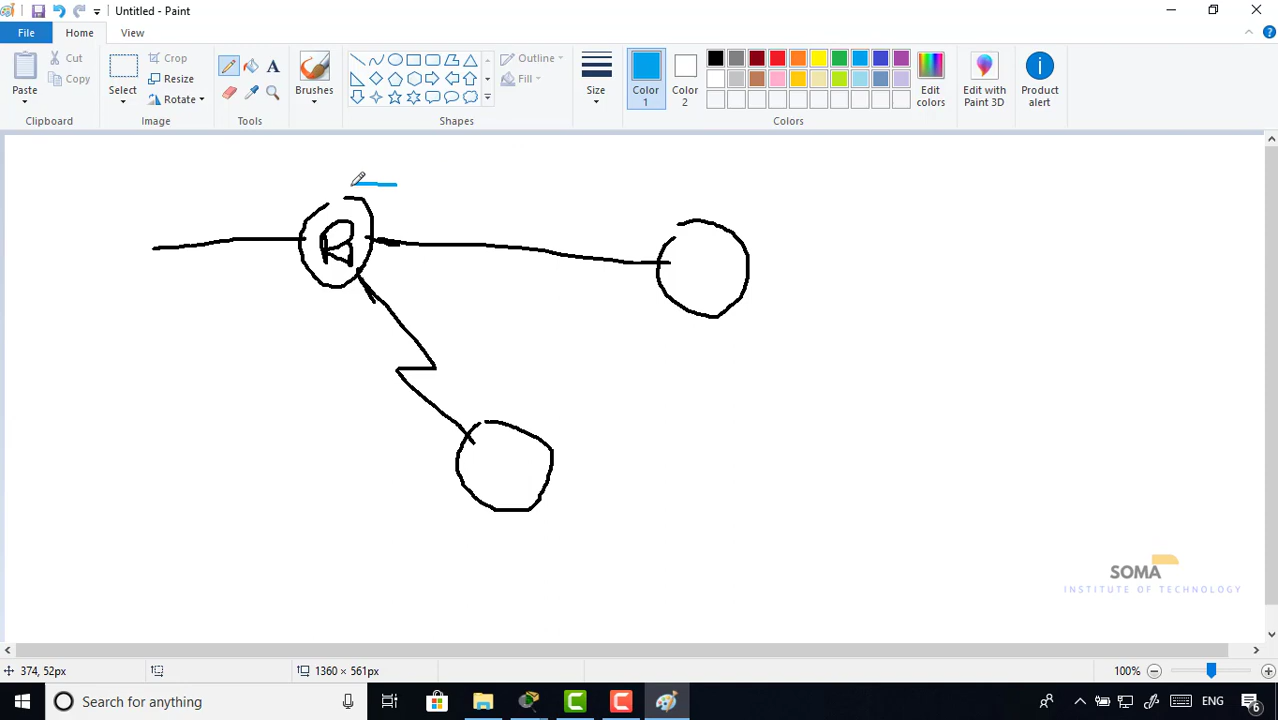 Untitled - Paint
File Home View
Paste
Cut
Copy
Clipboard
Select
Crop
Resize
Rotate
Image
A
Tools
Brushes
Outline
Fill
Shapes
Size
Color 1
Color 2
Colors
Edit colors
Edit with Paint 3D
Product alert
R
SOMA
INSTITUTE OF TECHNOLOGY
374, 52px
1360 × 561px
100%
Search for anything
ENG
6